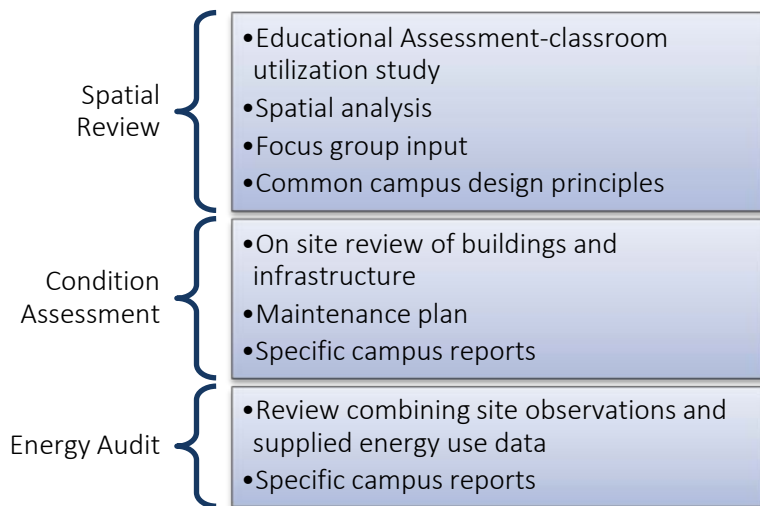 Spatial
Review
•Educational Assessment-classroom
utilization study
•Spatial analysis
•Focus group input
•Common campus design principles
Condition
Assessment
•On site review of buildings and
infrastructure
•Maintenance plan
•Specific campus reports
Energy Audit
•Review combining site observations and
supplied energy use data
•Specific campus reports